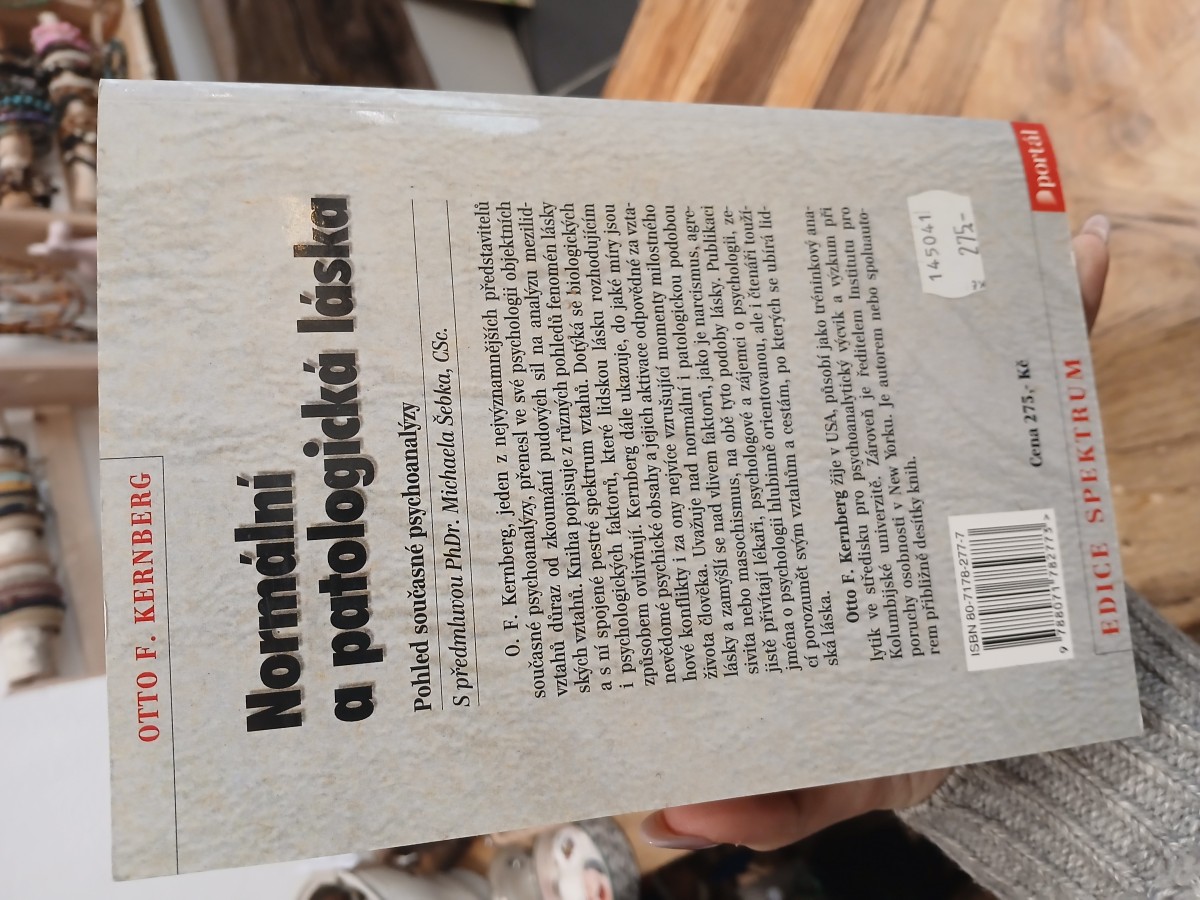 OTTO F. KERNBERG
Normální
a patologická láska
Pohled současné psychoanalýzy
S předmluvou PhDr. Michaela Šebka, CSc.
O. F. Kernberg, jeden z nejvýznamnějších představitelů
současné psychoanalýzy, přenesl ve své psychologii objektních
vztahů důraz od zkoumání pudových sil na analýzu mezilid-
ských vztahů. Kniha popisuje z různých pohledů fenomén lásky
a s ní spojené pestré spektrum vztahů. Dotýká se biologických
i psychologických faktorů, které lidskou lásku rozhodujícím
způsobem ovlivňují. Kernberg dále ukazuje, do jaké míry jsou
nevědomé psychické obsahy a jejich aktivace odpovědné za vzta-
hové konflikty i za ony nejvíce vzrušující momenty milostného
života člověka. Uvažuje nad normální i patologickou podobou
lásky a zamýšlí se nad vlivem faktorů, jako je narcismus, agre-
sivita nebo masochismus, na obě tyto podoby lásky. Publikaci
jistě přivítají lékaři, psychologové a zájemci o psychologii, ze-
jména o psychologii hlubinně orientovanou, ale i čtenáři touží-
cí porozumět svým vztahům a cestám, po kterých se ubírá lid-
ská láska.
Otto F. Kernberg žije v USA, působí jako tréninkový ana-
lytik ve středisku pro psychoanalytický výcvik a výzkum při
Kolumbijské univerzitě. Zároveň je ředitelem Institutu pro
poruchy osobnosti v New Yorku. Je autorem nebo spoluauto-
rem přibližně desítky knih.
145041
275,-
ISBN 80-7178-277-7
9 788071 782773 >
Cena 275,- Kč
EDICE SPEKTRUM
portál